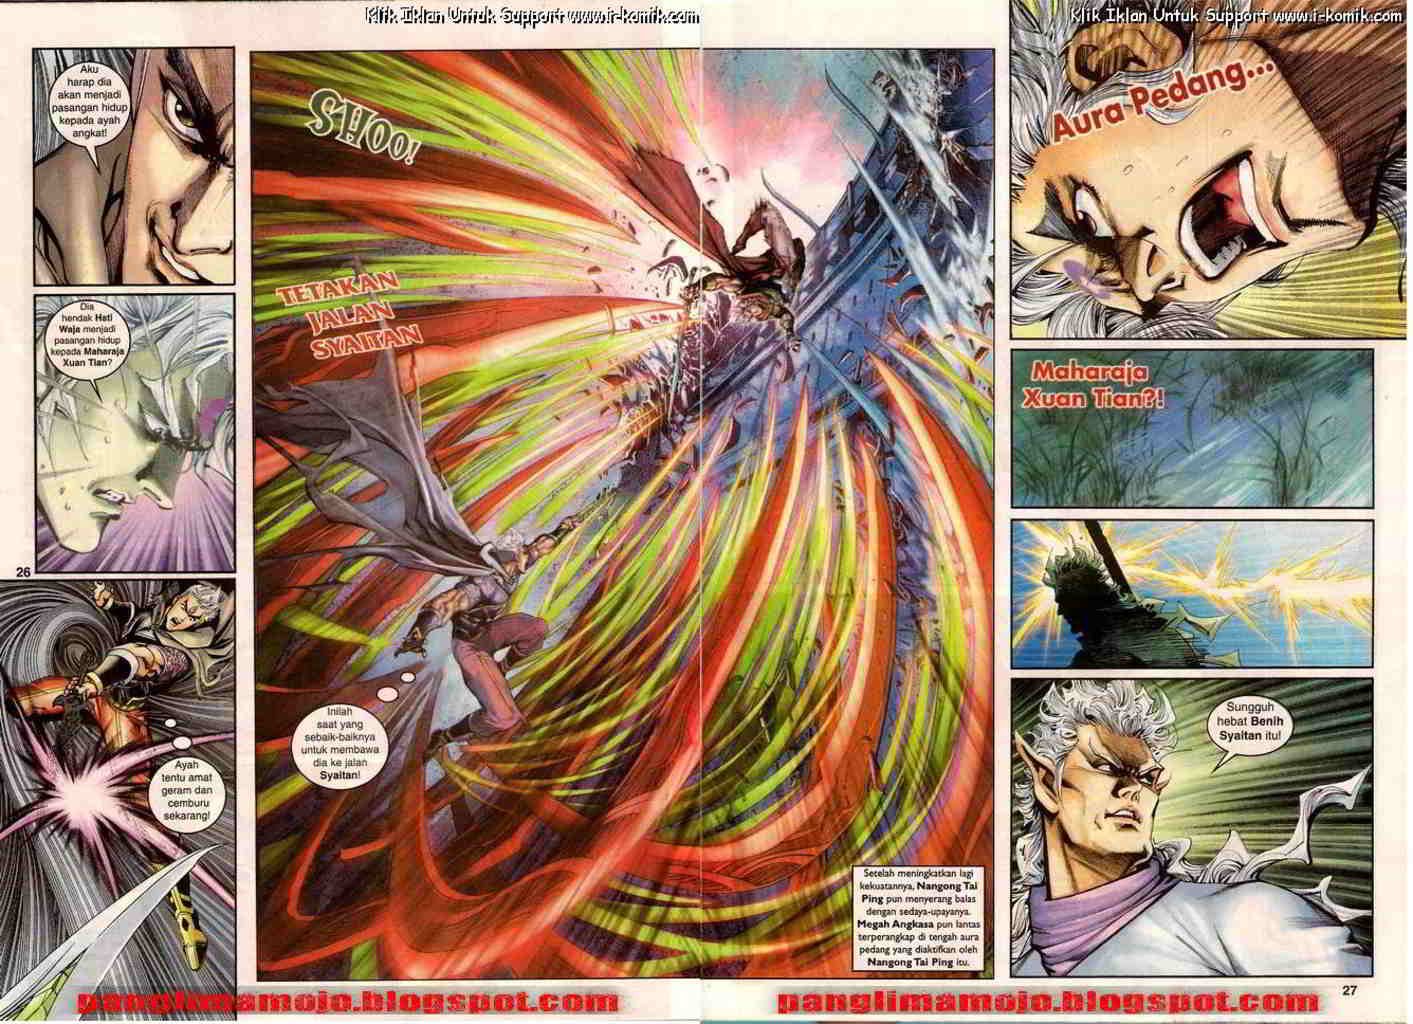 Klik Iklan Untuk Support www.i-komik.com
Klik Iklan Untuk Support www.i-komik.com
Aku
harap dia
akan menjadi
pasangan hidup
kepada ayah
angkat!
Dia
hendak Hati
Waja menjadi
pasangan hidup
kepada Maharaja
Xuan Tian?
26
Ayah
tentu amat
geram dan
cemburu
sekarang!
SHOO!
TETAKAN
JALAN
SYAITAN
Inilah
saat yang
sebaik-baiknya
untuk membawa
dia ke jalan
Syaitan!
Setelah meningkatkan lagi
kekuatannya, Nangong Tai
Ping pun menyerang balas
dengan sedaya-upayanya.
Megah Angkasa pun lantas
terperangkap di tengah aura
pedang yang diaktifkan oleh
Nangong Tai Ping itu.
Aura Pedang...
Maharaja
Xuan Tian?!
Sungguh
hebat Benih
Syaitan itu!
27
panglimamojo.blogspot.com
panglimamojo.blogspot.com